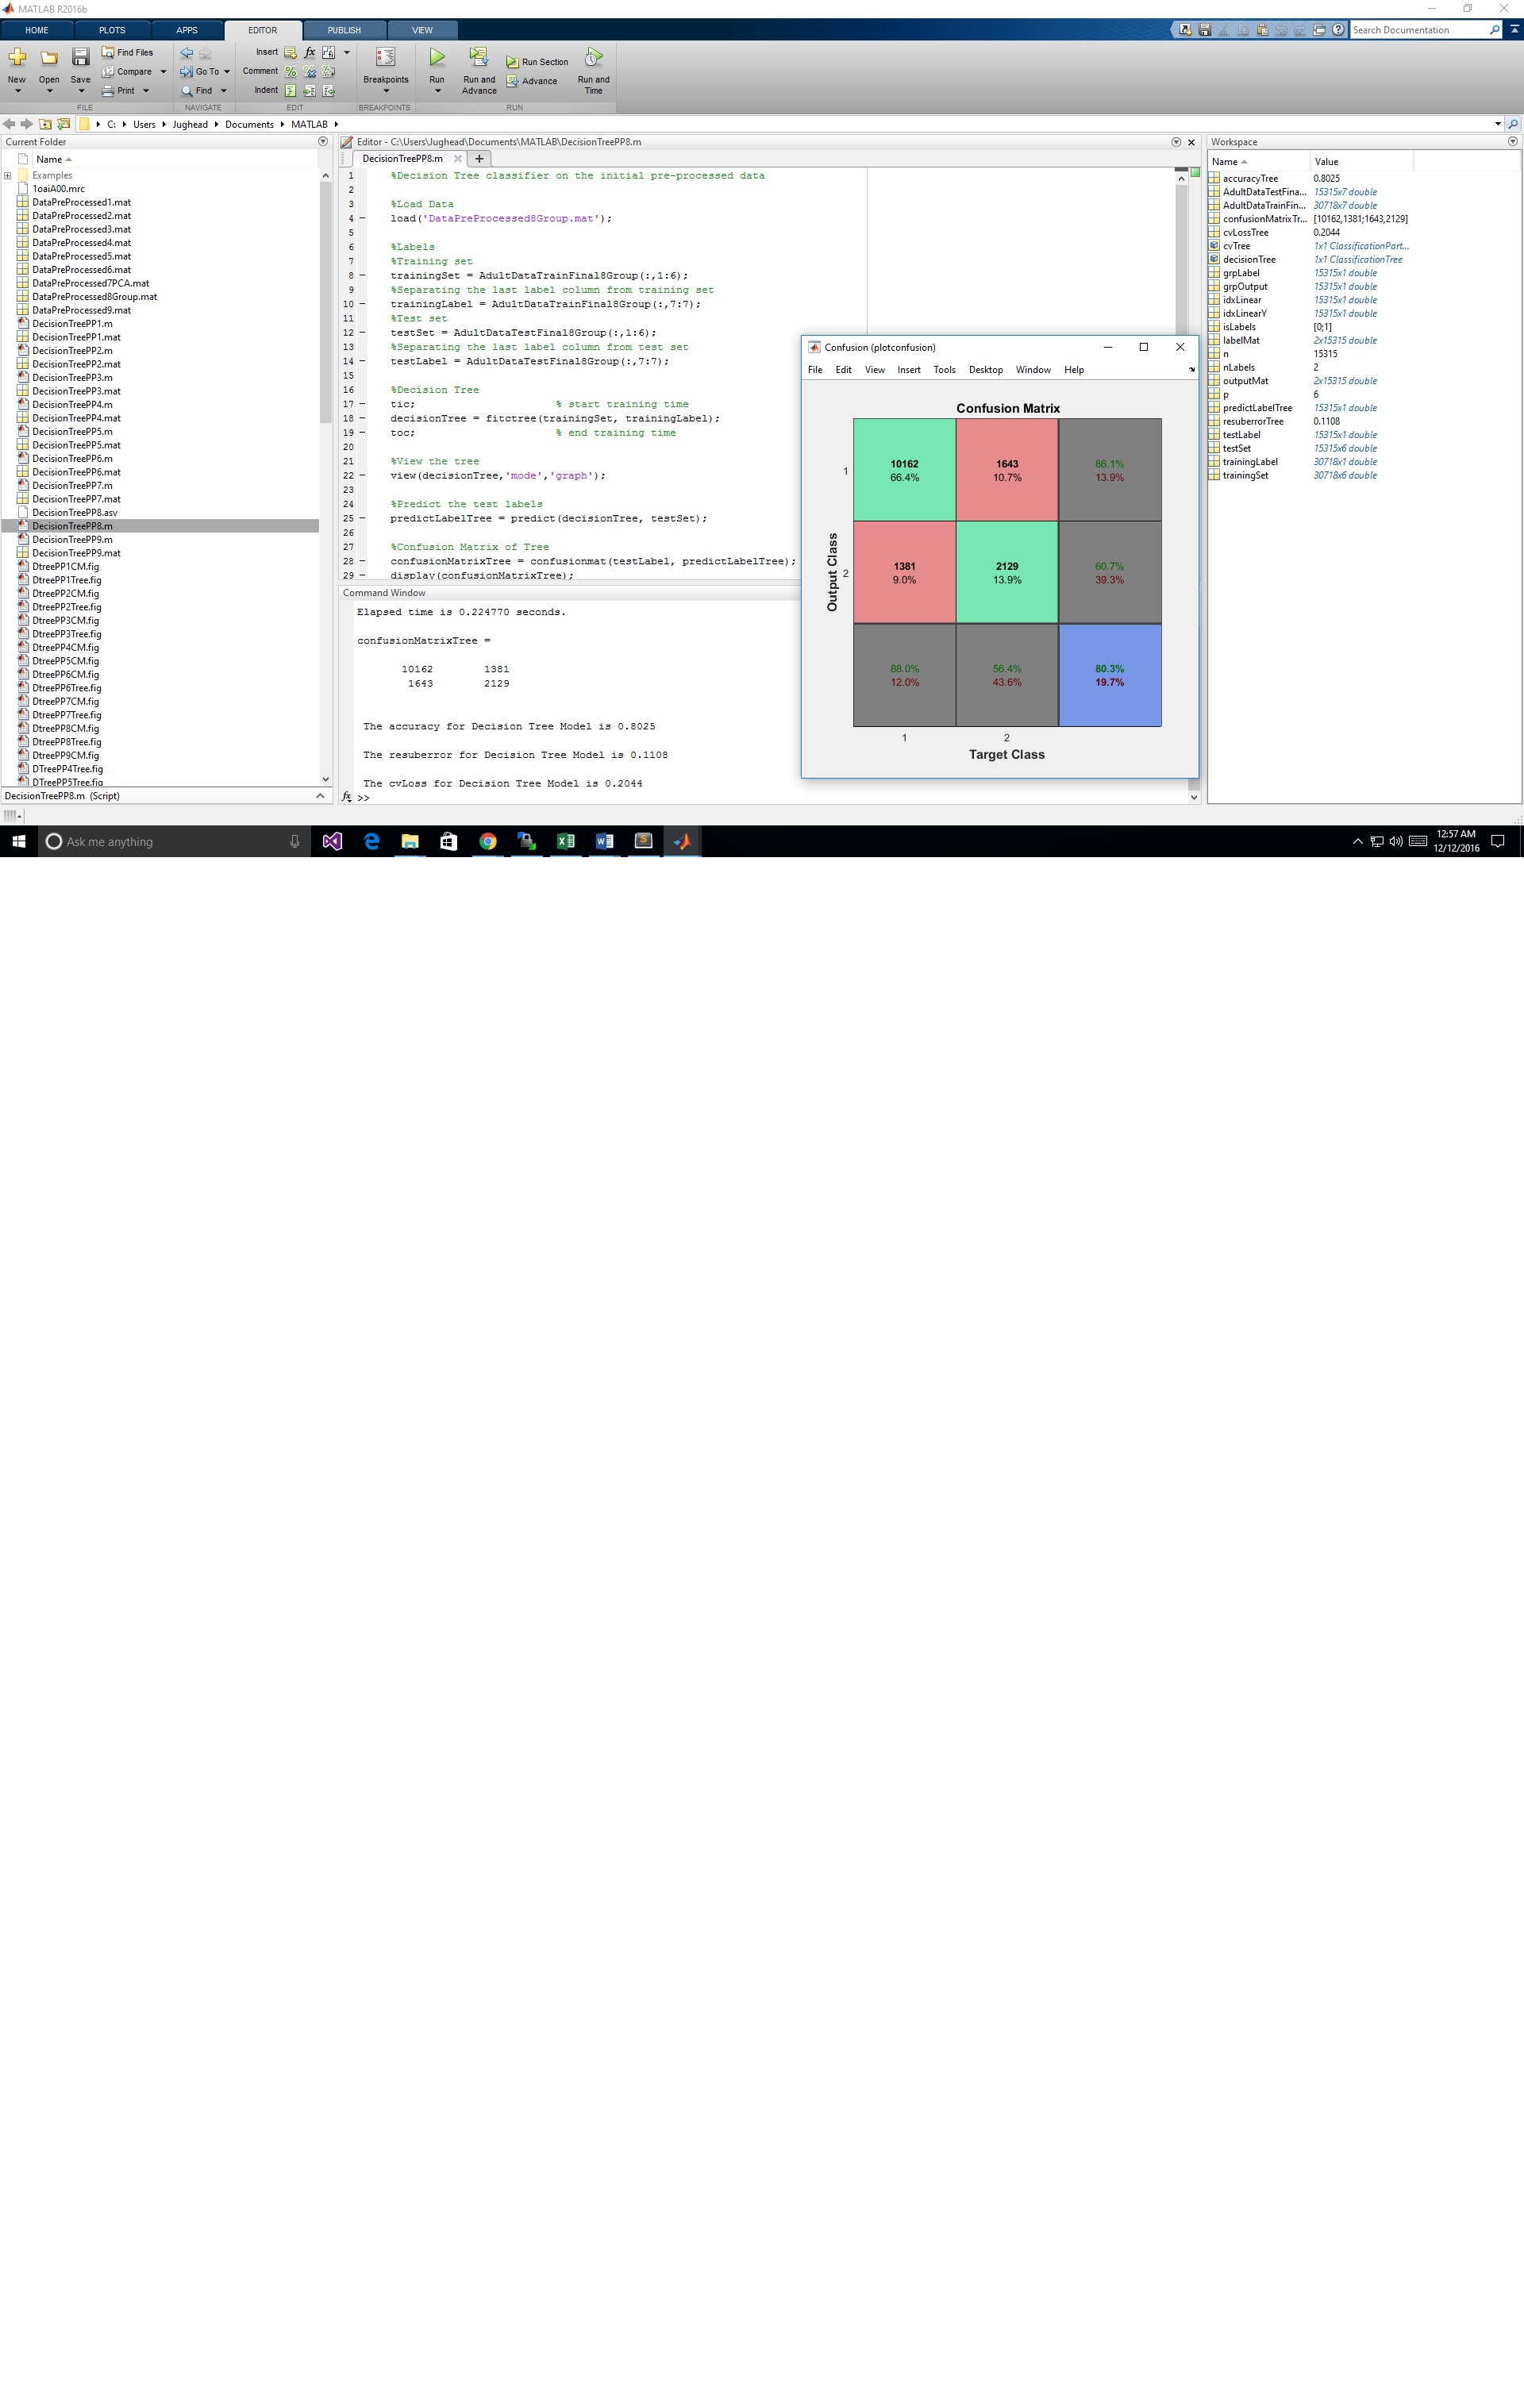 MATLAB R2016b
HOME PLOTS APPS EDITOR PUBLISH VIEW
Search Documentation
New Open Save Find Files Compare Print
Go To Find
Insert fx
Comment
Indent
Breakpoints
Run Run and Advance Run Section Advance Run and Time
FILE NAVIGATE EDIT BREAKPOINTS RUN
C: Users Jughead Documents MATLAB
Current Folder
Name
Examples
1oaiA00.mrc
DataPreProcessed1.mat
DataPreProcessed2.mat
DataPreProcessed3.mat
DataPreProcessed4.mat
DataPreProcessed5.mat
DataPreProcessed6.mat
DataPreProcessed7PCA.mat
DataPreProcessed8Group.mat
DataPreProcessed9.mat
DecisionTreePP1.m
DecisionTreePP1.mat
DecisionTreePP2.m
DecisionTreePP2.mat
DecisionTreePP3.m
DecisionTreePP3.mat
DecisionTreePP4.m
DecisionTreePP4.mat
DecisionTreePP5.m
DecisionTreePP5.mat
DecisionTreePP6.m
DecisionTreePP6.mat
DecisionTreePP7.m
DecisionTreePP7.mat
DecisionTreePP8.asv
DecisionTreePP8.m
DecisionTreePP9.m
DecisionTreePP9.mat
DtreePP1CM.fig
DtreePP1Tree.fig
DtreePP2CM.fig
DtreePP2Tree.fig
DtreePP3CM.fig
DtreePP3Tree.fig
DtreePP4CM.fig
DtreePP5CM.fig
DtreePP6CM.fig
DtreePP6Tree.fig
DtreePP7CM.fig
DtreePP7Tree.fig
DtreePP8CM.fig
DtreePP8Tree.fig
DtreePP9CM.fig
DTreePP4Tree.fig
DTreePP5Tree.fig
DecisionTreePP8.m (Script)
Editor - C:\Users\Jughead\Documents\MATLAB\DecisionTreePP8.m
DecisionTreePP8.m
1 %Decision Tree classifier on the initial pre-processed data
2
3 %Load Data
4 – load('DataPreProcessed8Group.mat');
5
6 %Labels
7 %Training set
8 – trainingSet = AdultDataTrainFinal8Group(:,1:6);
9 %Separating the last label column from training set
10 – trainingLabel = AdultDataTrainFinal8Group(:,7:7);
11 %Test set
12 – testSet = AdultDataTestFinal8Group(:,1:6);
13 %Separating the last label column from test set
14 – testLabel = AdultDataTestFinal8Group(:,7:7);
15
16 %Decision Tree
17 – tic; % start training time
18 – decisionTree = fitctree(trainingSet, trainingLabel);
19 – toc; % end training time
20
21 %View the tree
22 – view(decisionTree,'mode','graph');
23
24 %Predict the test labels
25 – predictLabelTree = predict(decisionTree, testSet);
26
27 %Confusion Matrix of Tree
28 – confusionMatrixTree = confusionmat(testLabel, predictLabelTree);
29 – display(confusionMatrixTree);
Command Window
Elapsed time is 0.224770 seconds.
confusionMatrixTree =
10162 1381
1643 2129
The accuracy for Decision Tree Model is 0.8025
The resuberror for Decision Tree Model is 0.1108
The cvLoss for Decision Tree Model is 0.2044
fx >>
Confusion (plotconfusion)
File Edit View Insert Tools Desktop Window Help
Confusion Matrix
Output Class
1
10162 1643 86.1%
66.4% 10.7% 13.9%
2
1381 2129 60.7%
9.0% 13.9% 39.3%
88.0% 56.4% 80.3%
12.0% 43.6% 19.7%
1 2
Target Class
Workspace
Name Value
accuracyTree 0.8025
AdultDataTestFina... 15315x7 double
AdultDataTrainFin... 30718x7 double
confusionMatrixTr... [10162,1381;1643,2129]
cvLossTree 0.2044
cvTree 1x1 ClassificationPart...
decisionTree 1x1 ClassificationTree
grpLabel 15315x1 double
grpOutput 15315x1 double
idxLinear 15315x1 double
idxLinearY 15315x1 double
isLabels [0;1]
labelMat 2x15315 double
n 15315
nLabels 2
outputMat 2x15315 double
p 6
predictLabelTree 15315x1 double
resuberrorTree 0.1108
testLabel 15315x1 double
testSet 15315x6 double
trainingLabel 30718x1 double
trainingSet 30718x6 double
Ask me anything
12:57 AM
12/12/2016